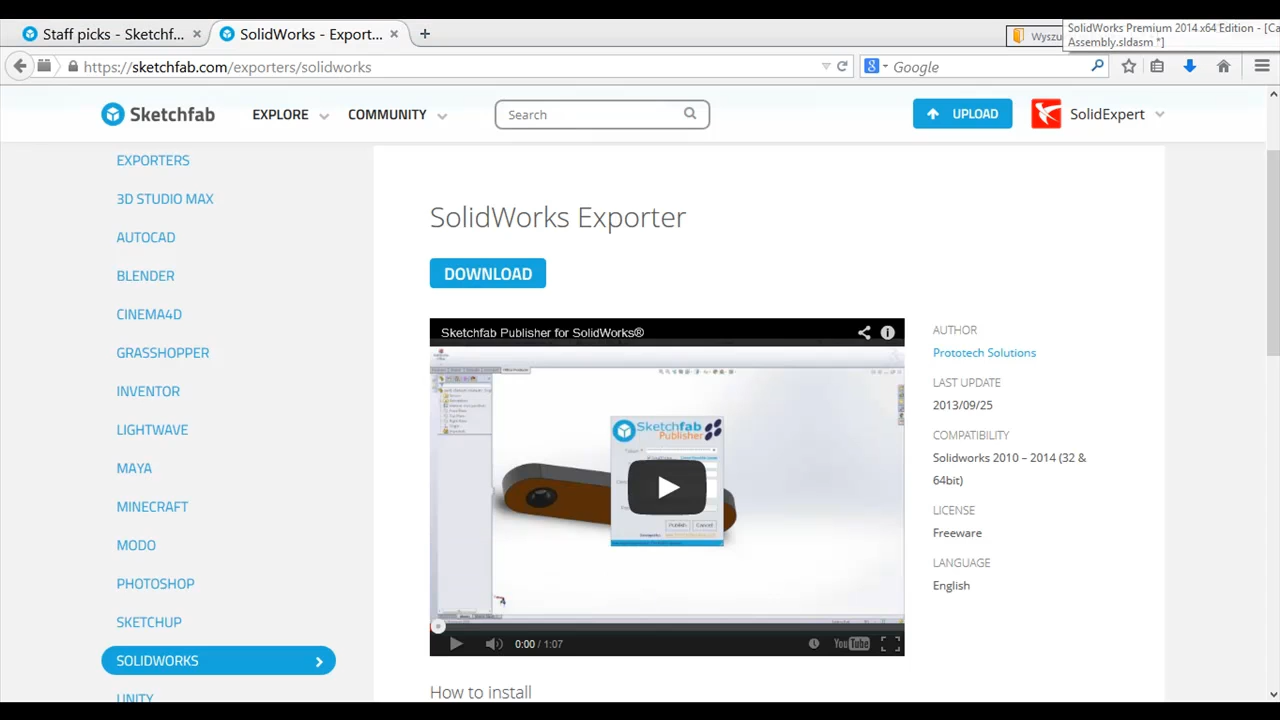 Staff picks - Sketchf...
SolidWorks - Export...
Wyszu
SolidWorks Premium 2014 x64 Edition - [Ca
Assembly.sldasm *]
https://sketchfab.com/exporters/solidworks
Google
Sketchfab
EXPLORE
COMMUNITY
Search
UPLOAD
SolidExpert
EXPORTERS
3D STUDIO MAX
AUTOCAD
BLENDER
CINEMA4D
GRASSHOPPER
INVENTOR
LIGHTWAVE
MAYA
MINECRAFT
MODO
PHOTOSHOP
SKETCHUP
SOLIDWORKS
UNITY
SolidWorks Exporter
DOWNLOAD
Sketchfab Publisher for SolidWorks®
Sketchfab
Publisher
Publish
Cancel
0:00 / 1:07
YouTube
AUTHOR
Prototech Solutions
LAST UPDATE
2013/09/25
COMPATIBILITY
Solidworks 2010 – 2014 (32 &
64bit)
LICENSE
Freeware
LANGUAGE
English
How to install